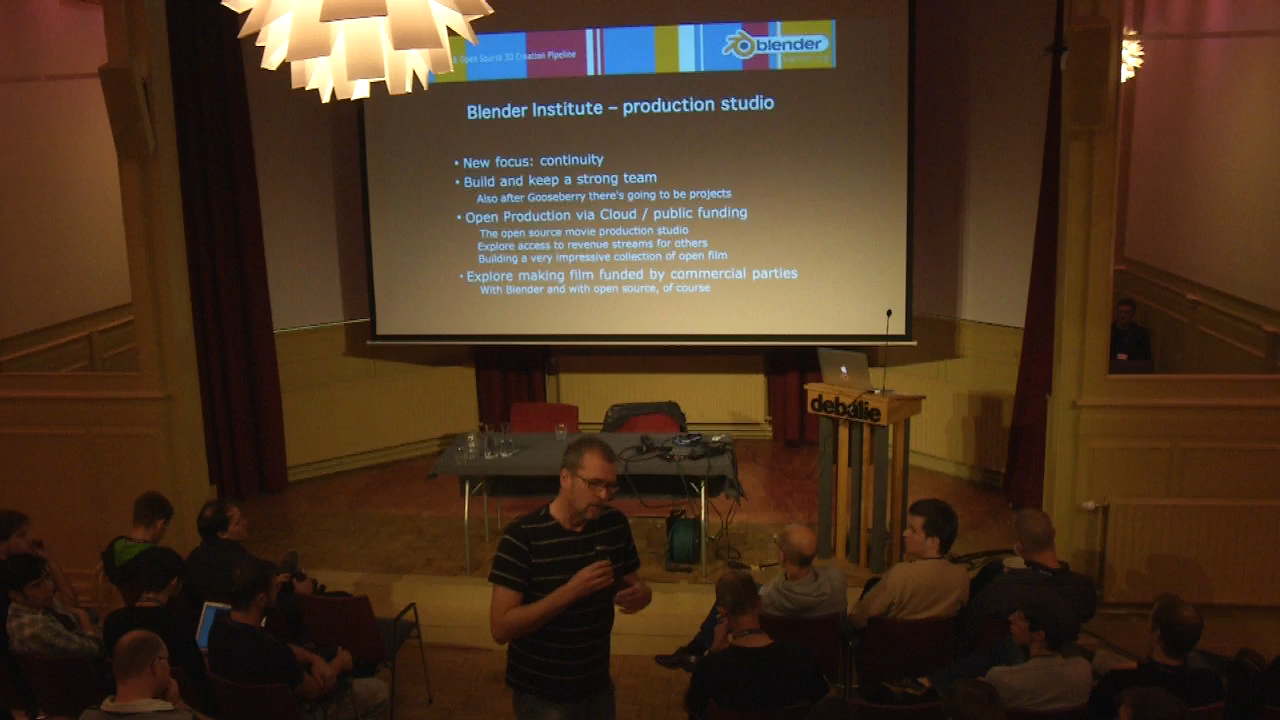 Open Source 3D Creation Pipeline
blender
Blender Institute – production studio
• New focus: continuity
• Build and keep a strong team
Also after Gooseberry there's going to be projects
• Open Production via Cloud / public funding
The open source movie production studio
Explore access to revenue streams for others
Building a very impressive collection of open film
• Explore making film funded by commercial parties
With Blender and with open source, of course
debalie